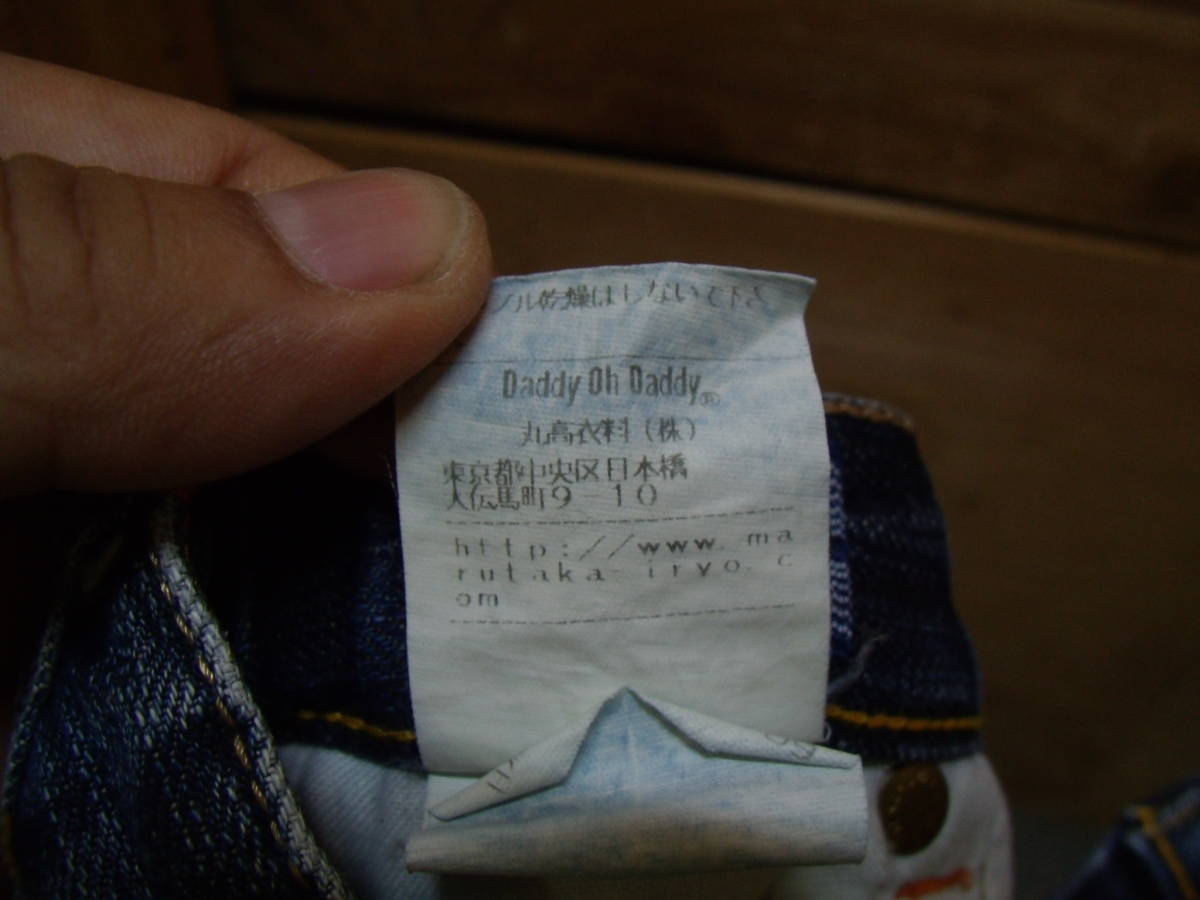 ル乾燥はしないで下さ
Daddy Oh Daddy®
丸高衣料(株)
東京都中央区日本橋
大伝馬町9-10
http://www.ma
rutaka-iryo.c
om